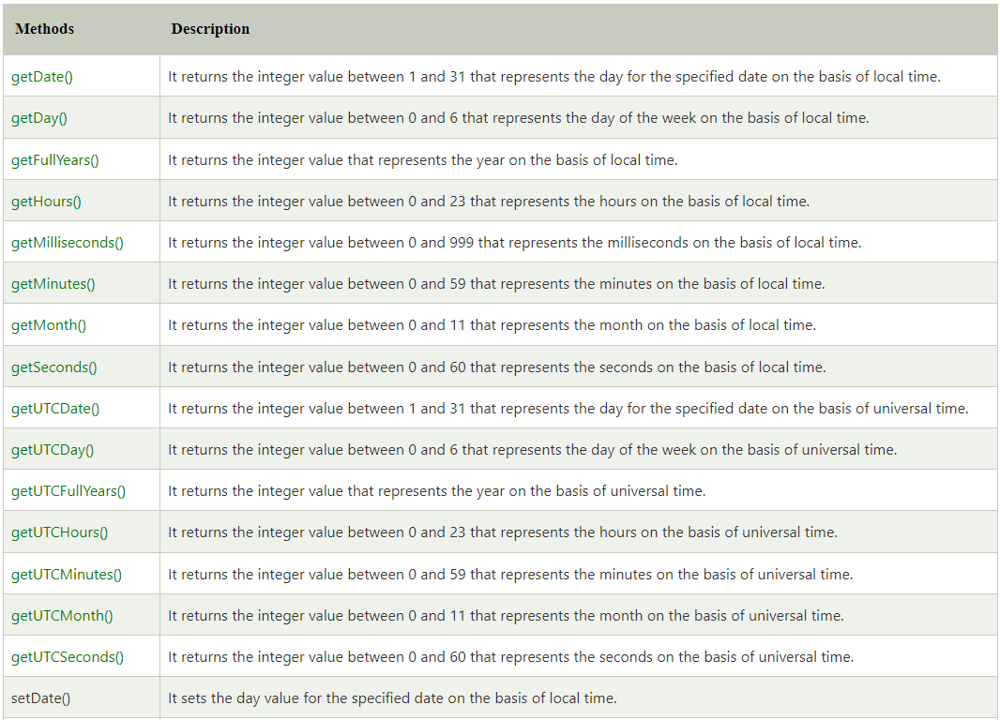 Methods Description
getDate() It returns the integer value between 1 and 31 that represents the day for the specified date on the basis of local time.
getDay() It returns the integer value between 0 and 6 that represents the day of the week on the basis of local time.
getFullYears() It returns the integer value that represents the year on the basis of local time.
getHours() It returns the integer value between 0 and 23 that represents the hours on the basis of local time.
getMilliseconds() It returns the integer value between 0 and 999 that represents the milliseconds on the basis of local time.
getMinutes() It returns the integer value between 0 and 59 that represents the minutes on the basis of local time.
getMonth() It returns the integer value between 0 and 11 that represents the month on the basis of local time.
getSeconds() It returns the integer value between 0 and 60 that represents the seconds on the basis of local time.
getUTCDate() It returns the integer value between 1 and 31 that represents the day for the specified date on the basis of universal time.
getUTCDay() It returns the integer value between 0 and 6 that represents the day of the week on the basis of universal time.
getUTCFullYears() It returns the integer value that represents the year on the basis of universal time.
getUTCHours() It returns the integer value between 0 and 23 that represents the hours on the basis of universal time.
getUTCMinutes() It returns the integer value between 0 and 59 that represents the minutes on the basis of universal time.
getUTCMonth() It returns the integer value between 0 and 11 that represents the month on the basis of universal time.
getUTCSeconds() It returns the integer value between 0 and 60 that represents the seconds on the basis of universal time.
setDate() It sets the day value for the specified date on the basis of local time.